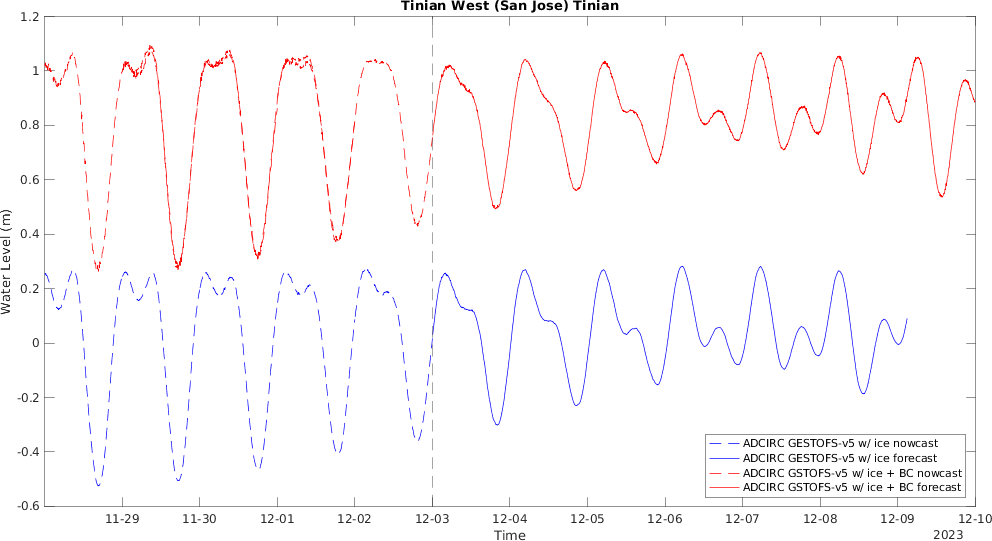 Tinian West (San Jose) Tinian
Water Level (m)
1.2
1
0.8
0.6
0.4
0.2
0
-0.2
-0.4
-0.6
ADCIRC GESTOFS-v5 w/ ice nowcast
ADCIRC GESTOFS-v5 w/ ice forecast
ADCIRC GSTOFS-v5 w/ ice + BC nowcast
ADCIRC GSTOFS-v5 w/ ice + BC forecast
11-29 11-30 12-01 12-02 12-03 12-04 12-05 12-06 12-07 12-08 12-09 12-10
Time
2023